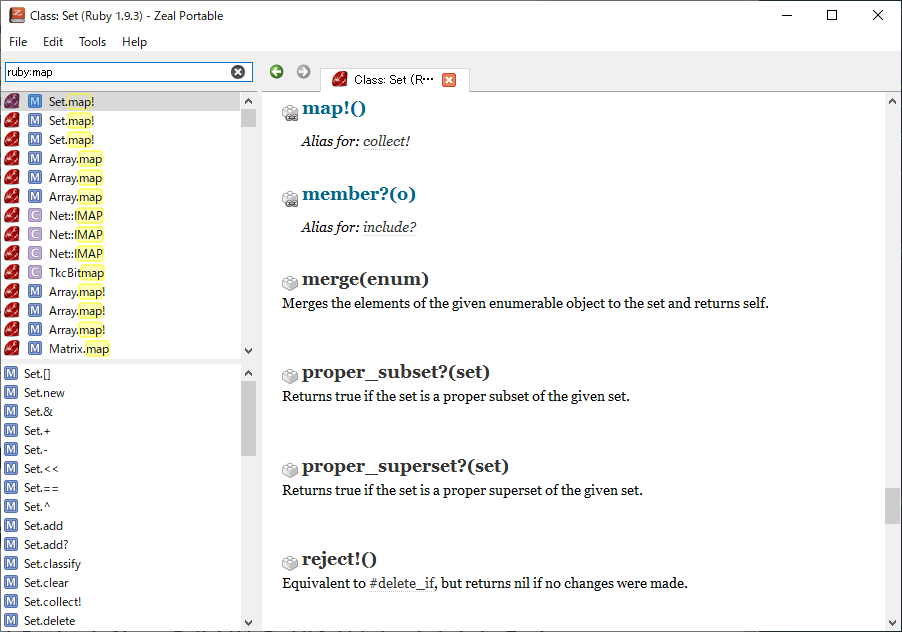 Class: Set (Ruby 1.9.3) - Zeal Portable
File Edit Tools Help
ruby:map
Class: Set (R⋯
Set.map!
Set.map!
Set.map!
Array.map
Array.map
Array.map
Net::IMAP
Net::IMAP
Net::IMAP
TkcBitmap
Array.map!
Array.map!
Array.map!
Matrix.map
Set.[]
Set.new
Set.&
Set.+
Set.-
Set.<<
Set.==
Set.^
Set.add
Set.add?
Set.classify
Set.clear
Set.collect!
Set.delete
map!()
Alias for: collect!
member?(o)
Alias for: include?
merge(enum)
Merges the elements of the given enumerable object to the set and returns self.
proper_subset?(set)
Returns true if the set is a proper subset of the given set.
proper_superset?(set)
Returns true if the set is a proper superset of the given set.
reject!()
Equivalent to #delete_if, but returns nil if no changes were made.